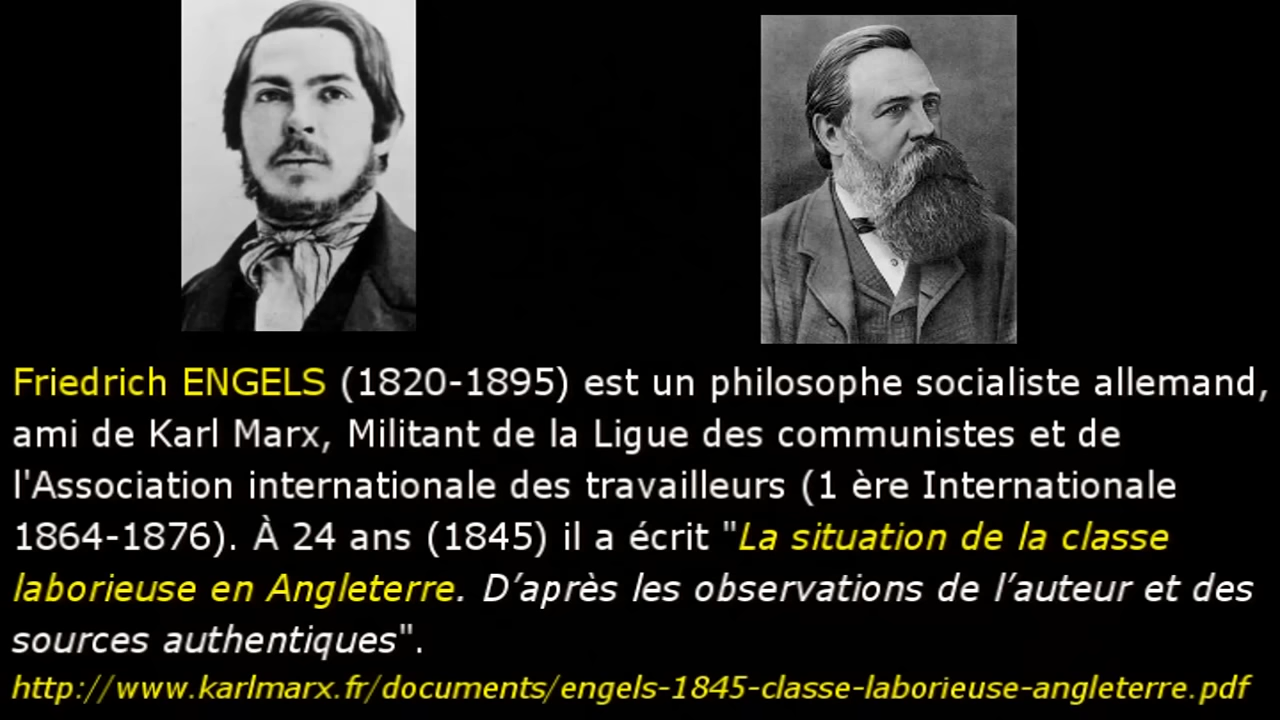 Friedrich ENGELS (1820-1895) est un philosophe socialiste allemand,
ami de Karl Marx, Militant de la Ligue des communistes et de
l'Association internationale des travailleurs (1 ère Internationale
1864-1876). À 24 ans (1845) il a écrit "La situation de la classe
laborieuse en Angleterre. D’après les observations de l’auteur et des
sources authentiques".
http://www.karlmarx.fr/documents/engels-1845-classe-laborieuse-angleterre.pdf